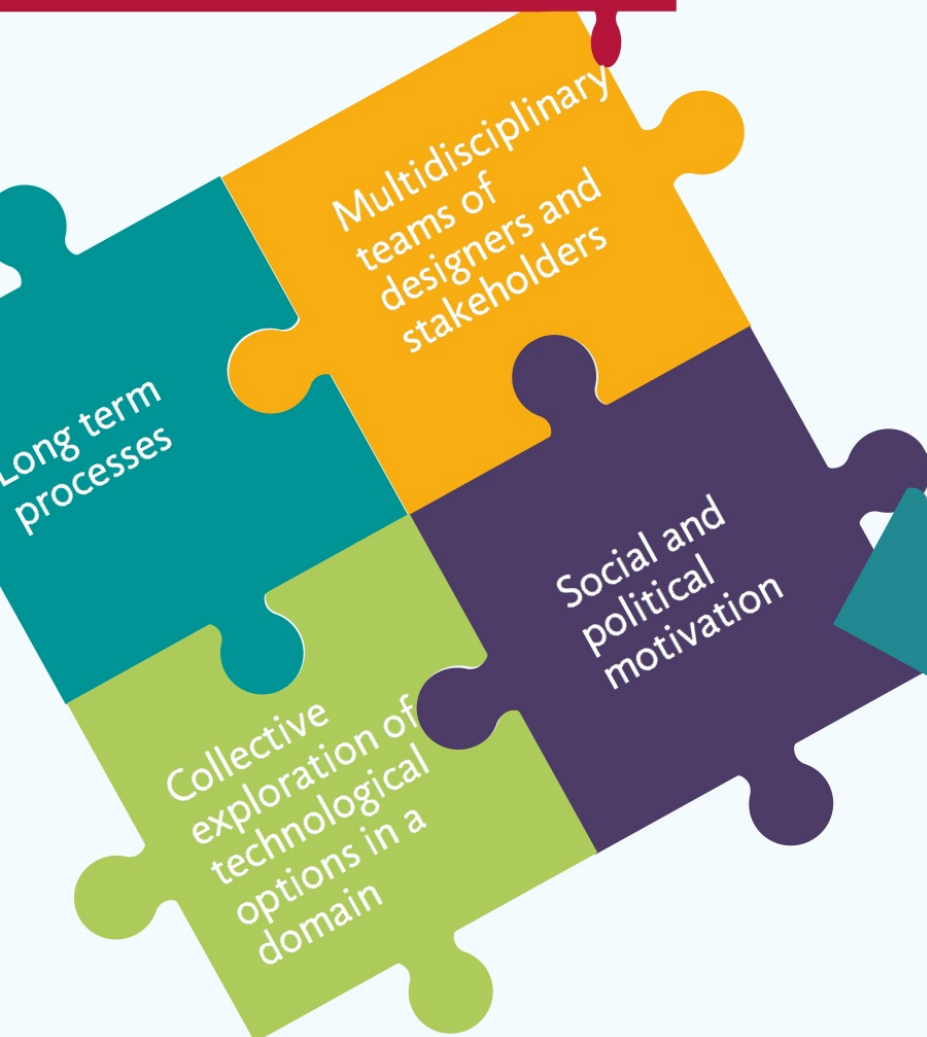 Multidisciplinary
teams of
designers and
stakeholders
Long term
processes
Social and
political
motivation
Collective
exploration of
technological
options in a
domain